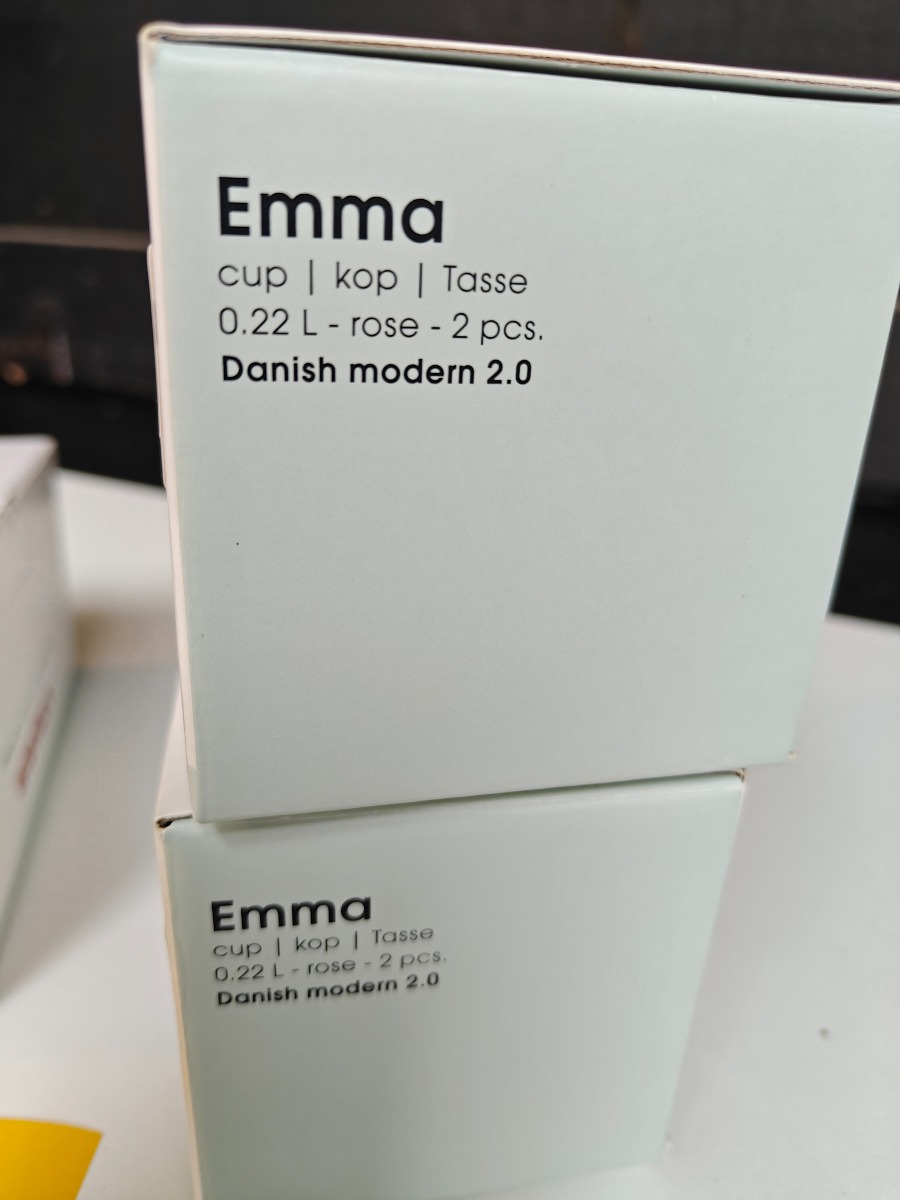 Emma
cup | kop | Tasse
0.22 L - rose - 2 pcs.
Danish modern 2.0
Emma
cup | kop | Tasse
0.22 L - rose - 2 pcs.
Danish modern 2.0